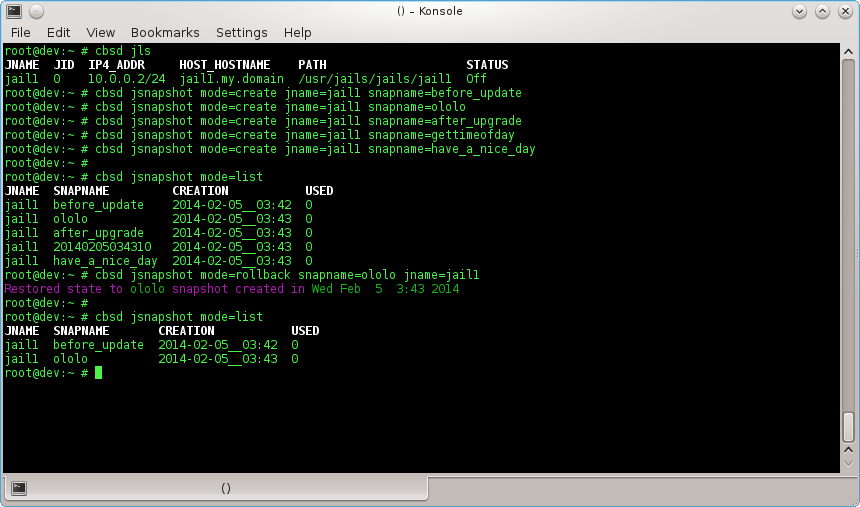 () – Konsole
File Edit View Bookmarks Settings Help
root@dev:~ # cbsd jls
JNAME  JID  IP4_ADDR     HOST_HOSTNAME    PATH                    STATUS
jail1  0    10.0.0.2/24  jail1.my.domain  /usr/jails/jails/jail1  Off
root@dev:~ # cbsd jsnapshot mode=create jname=jail1 snapname=before_update
root@dev:~ # cbsd jsnapshot mode=create jname=jail1 snapname=ololo
root@dev:~ # cbsd jsnapshot mode=create jname=jail1 snapname=after_upgrade
root@dev:~ # cbsd jsnapshot mode=create jname=jail1 snapname=gettimeofday
root@dev:~ # cbsd jsnapshot mode=create jname=jail1 snapname=have_a_nice_day
root@dev:~ #
root@dev:~ # cbsd jsnapshot mode=list
JNAME  SNAPNAME         CREATION           USED
jail1  before_update    2014-02-05__03:42  0
jail1  ololo            2014-02-05__03:43  0
jail1  after_upgrade    2014-02-05__03:43  0
jail1  20140205034310   2014-02-05__03:43  0
jail1  have_a_nice_day  2014-02-05__03:43  0
root@dev:~ # cbsd jsnapshot mode=rollback snapname=ololo jname=jail1
Restored state to ololo snapshot created in Wed Feb  5  3:43 2014
root@dev:~ #
root@dev:~ # cbsd jsnapshot mode=list
JNAME  SNAPNAME       CREATION           USED
jail1  before_update  2014-02-05__03:42  0
jail1  ololo          2014-02-05__03:43  0
root@dev:~ #
()